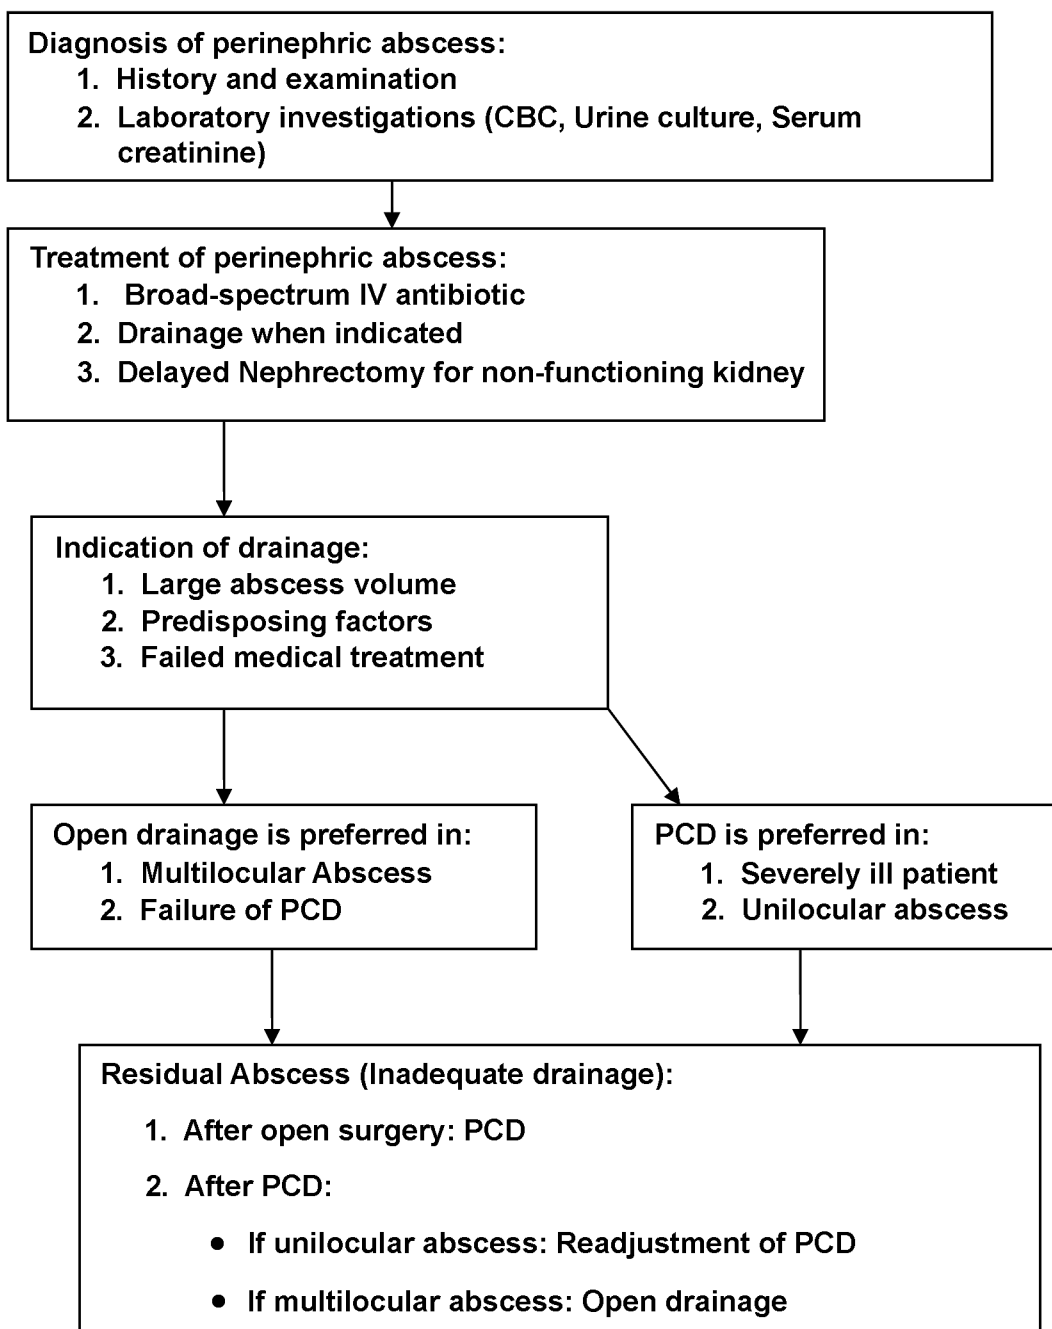 Diagnosis of perinephric abscess:
1. History and examination
2. Laboratory investigations (CBC, Urine culture, Serum
creatinine)
Treatment of perinephric abscess:
1. Broad-spectrum IV antibiotic
2. Drainage when indicated
3. Delayed Nephrectomy for non-functioning kidney
Indication of drainage:
1. Large abscess volume
2. Predisposing factors
3. Failed medical treatment
Open drainage is preferred in:
1. Multilocular Abscess
2. Failure of PCD
PCD is preferred in:
1. Severely ill patient
2. Unilocular abscess
Residual Abscess (Inadequate drainage):
1. After open surgery: PCD
2. After PCD:
• If unilocular abscess: Readjustment of PCD
• If multilocular abscess: Open drainage